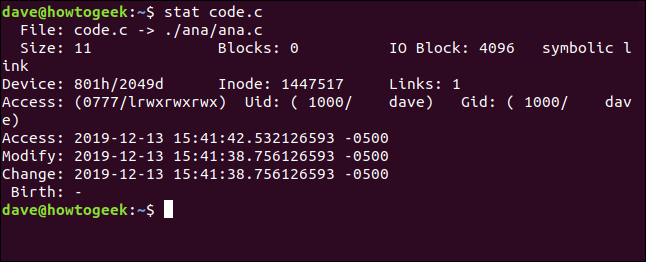 dave@howtogeek:~$ stat code.c
  File: code.c -> ./ana/ana.c
  Size: 11              Blocks: 0          IO Block: 4096   symbolic l
ink
Device: 801h/2049d      Inode: 1447517     Links: 1
Access: (0777/lrwxrwxrwx)  Uid: ( 1000/    dave)   Gid: ( 1000/    dav
e)
Access: 2019-12-13 15:41:42.532126593 -0500
Modify: 2019-12-13 15:41:38.756126593 -0500
Change: 2019-12-13 15:41:38.756126593 -0500
 Birth: -
dave@howtogeek:~$